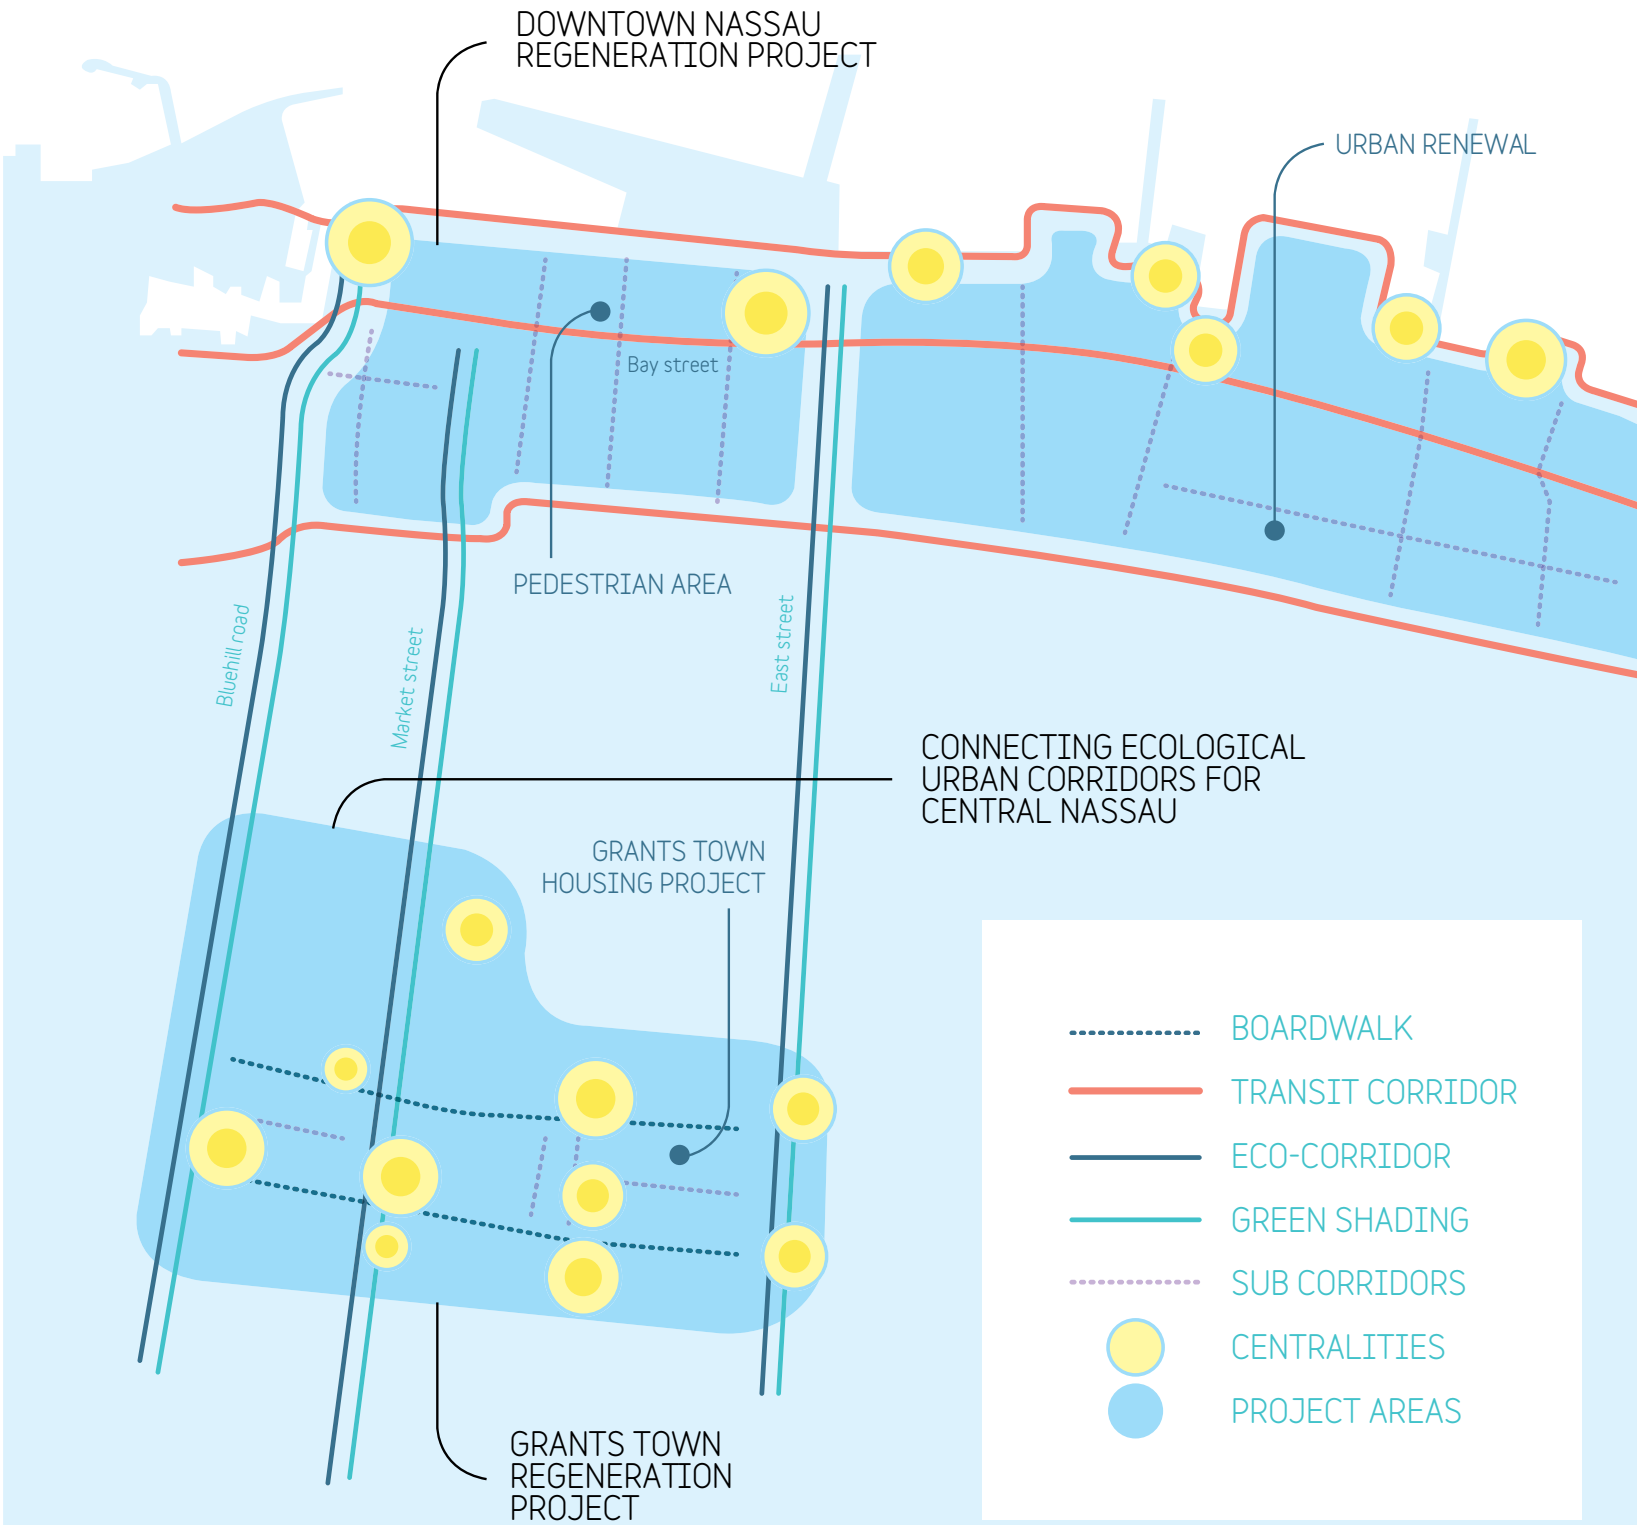 DOWNTOWN NASSAU
REGENERATION PROJECT
URBAN RENEWAL
Bay street
PEDESTRIAN AREA
Bluehill road
Market street
East street
CONNECTING ECOLOGICAL
URBAN CORRIDORS FOR
CENTRAL NASSAU
GRANTS TOWN
HOUSING PROJECT
BOARDWALK
TRANSIT CORRIDOR
ECO-CORRIDOR
GREEN SHADING
SUB CORRIDORS
CENTRALITIES
PROJECT AREAS
GRANTS TOWN
REGENERATION
PROJECT